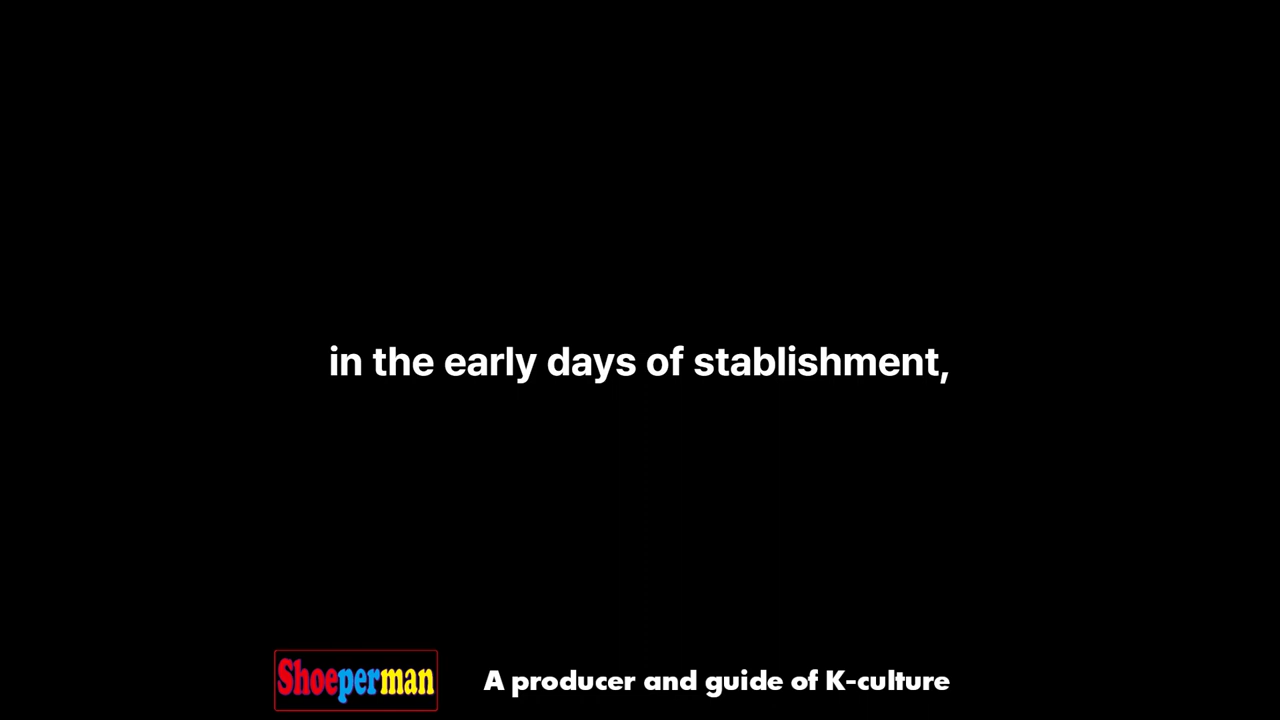 in the early days of stablishment,
Shoeperman
A producer and guide of K-culture